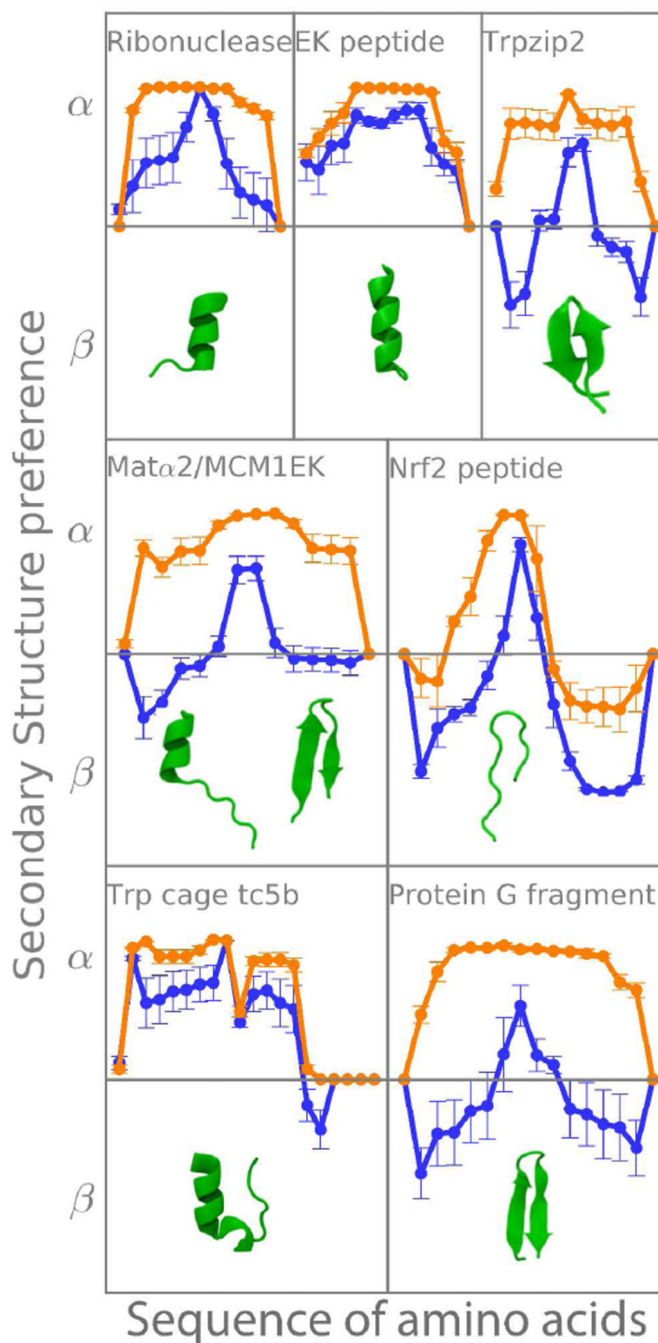 Ribonuclease EK peptide Trpzip2
α
β
Matα2/MCM1EK Nrf2 peptide
α
β
Trp cage tc5b Protein G fragment
α
β
Secondary Structure preference
Sequence of amino acids